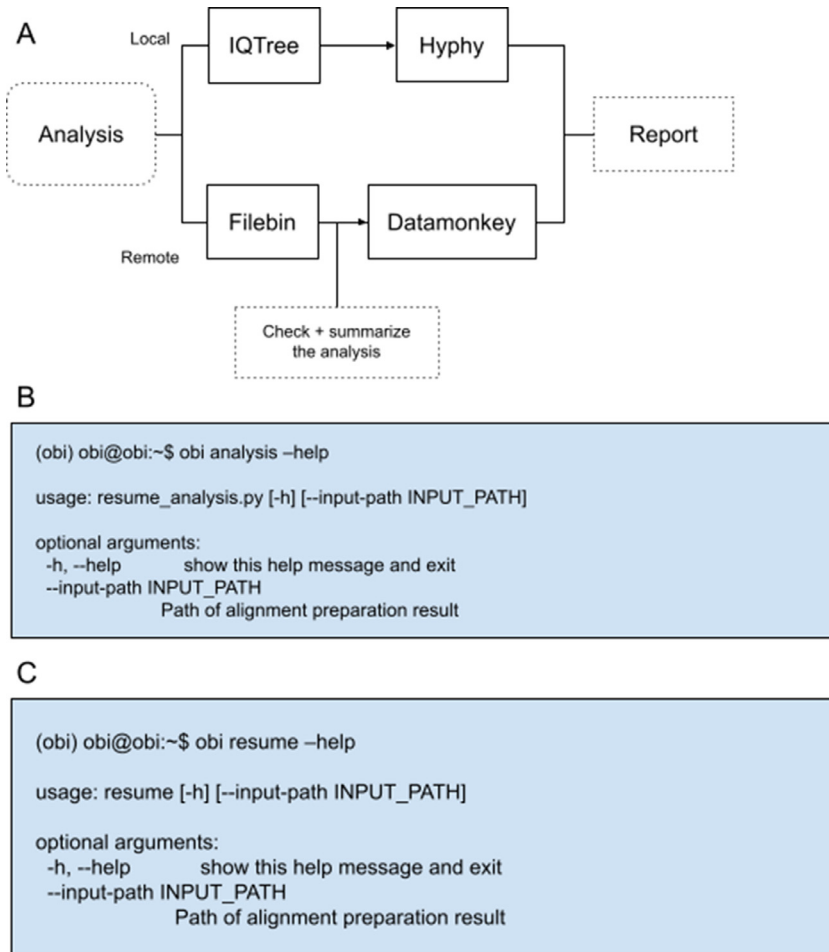 A
Local
IQTree
Hyphy
Analysis
Report
Filebin
Datamonkey
Remote
Check + summarize
the analysis
B
(obi) obi@obi:~$ obi analysis –help
usage: resume_analysis.py [-h] [--input-path INPUT_PATH]
optional arguments:
-h, --help show this help message and exit
--input-path INPUT_PATH
Path of alignment preparation result
C
(obi) obi@obi:~$ obi resume –help
usage: resume [-h] [--input-path INPUT_PATH]
optional arguments:
-h, --help show this help message and exit
--input-path INPUT_PATH
Path of alignment preparation result